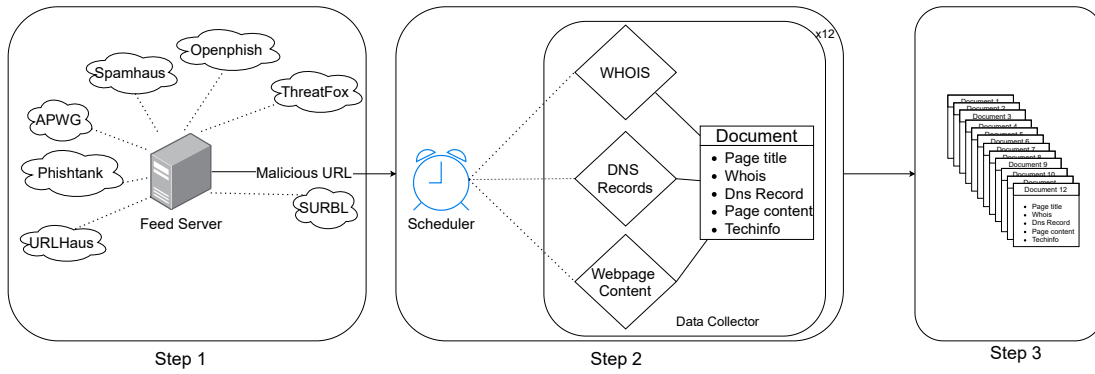 Openphish
Spamhaus
ThreatFox
APWG
Phishtank
Malicious URL
SURBL
Feed Server
URLHaus
Step 1
x12
WHOIS
DNS
Records
Webpage
Content
Scheduler
Document
Page title
Whois
Dns Record
Page content
Techinfo
Data Collector
Step 2
Document 1
Document 2
Document 3
Document 4
Document 5
Document 6
Document 7
Document 8
Document 9
Document 10
Document
Document 12
Page title
Whois
Dns Record
Page content
Techinfo
Step 3